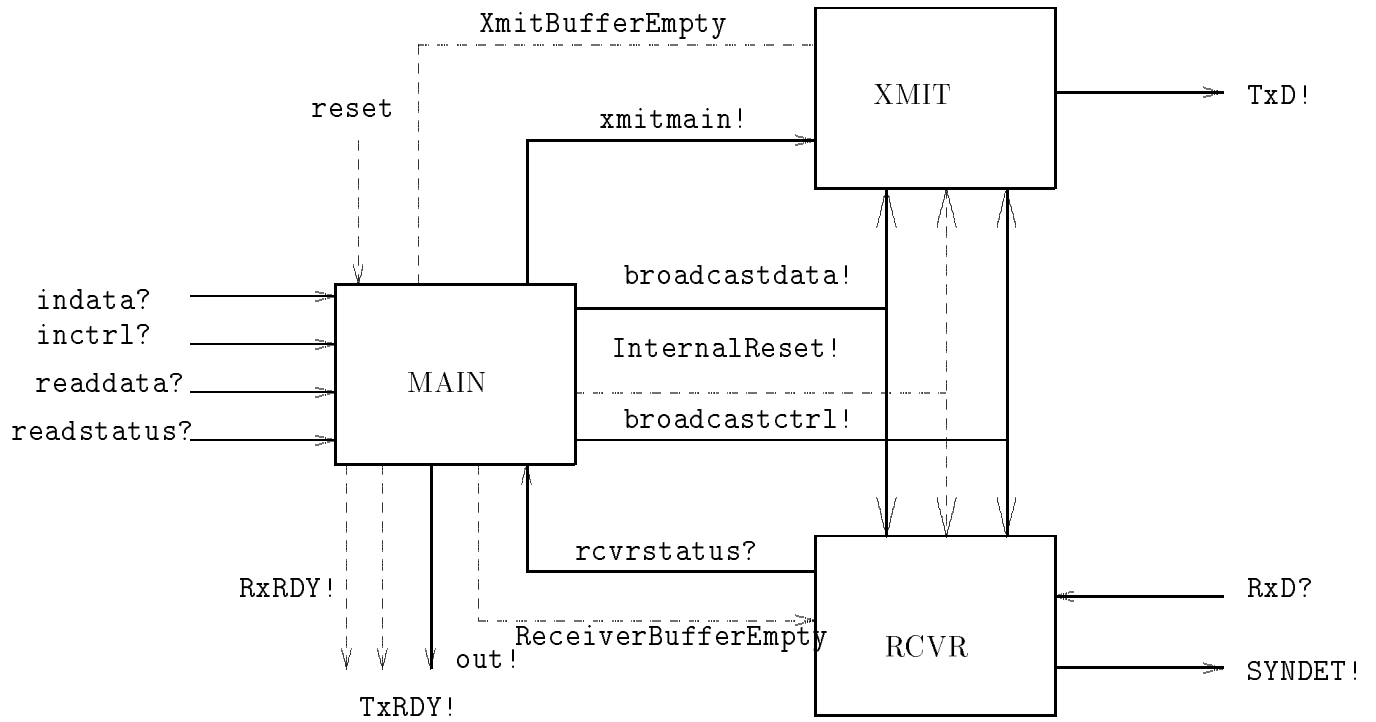 XmitBufferEmpty
XMIT
TxD!
reset
xmitmain!
broadcastdata!
indata?
inctrl?
InternalReset!
readdata?
MAIN
broadcastctrl!
readstatus?
rcvrstatus?
RxRDY!
RxD?
ReceiverBufferEmpty
RCVR
out!
SYNDET!
TxRDY!